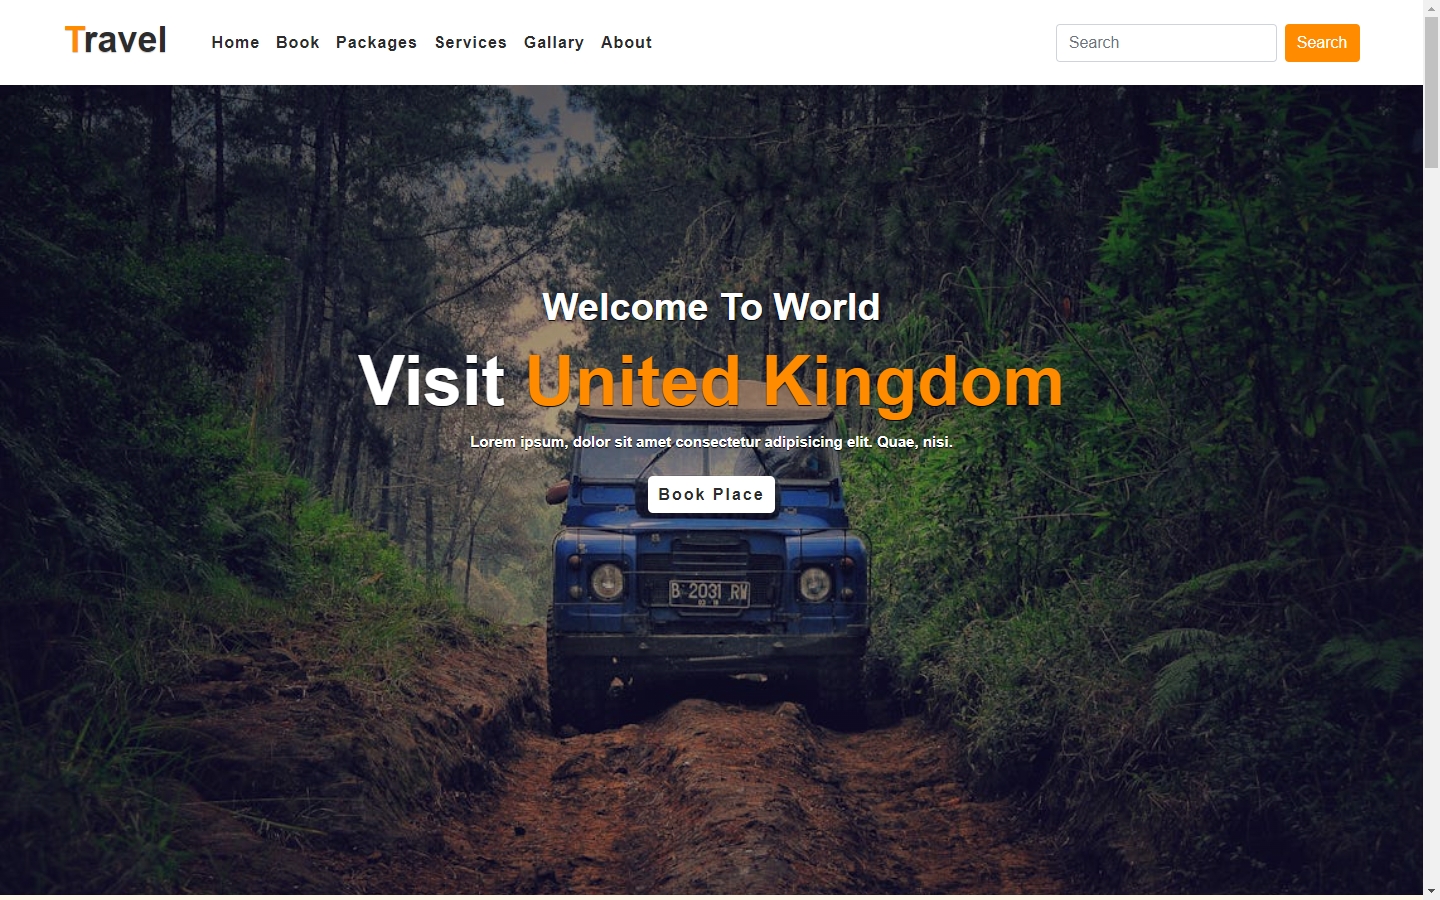 Travel
Home Book Packages Services Gallary About
Search Search
Welcome To World
Visit United Kingdom
Lorem ipsum, dolor sit amet consectetur adipisicing elit. Quae, nisi.
Book Place
B 2031 RW